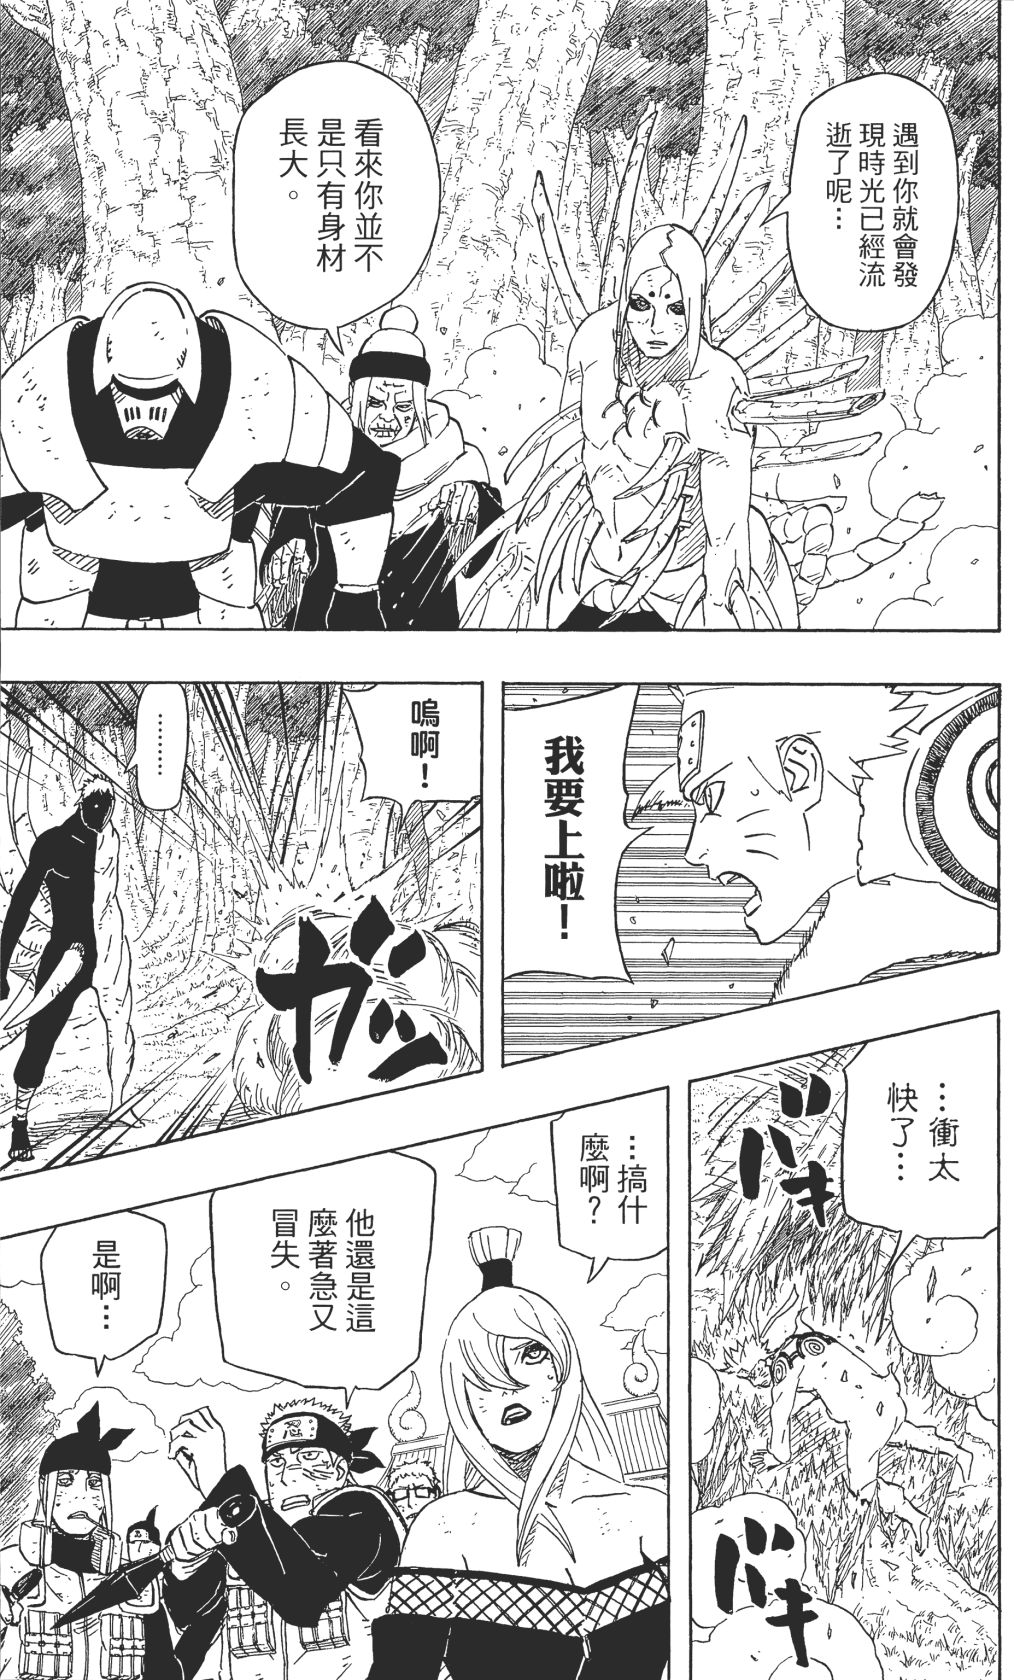 遇到你就會發
現時光已經流
逝了呢…
看來你並不
是只有身材
長大。
我要上啦！
嗚啊！
ガッ
………
…衝太
快了…
ドキ
ドキ
…搞什
麼啊？
他還是這
麼著急又
冒失。
是啊…
忍